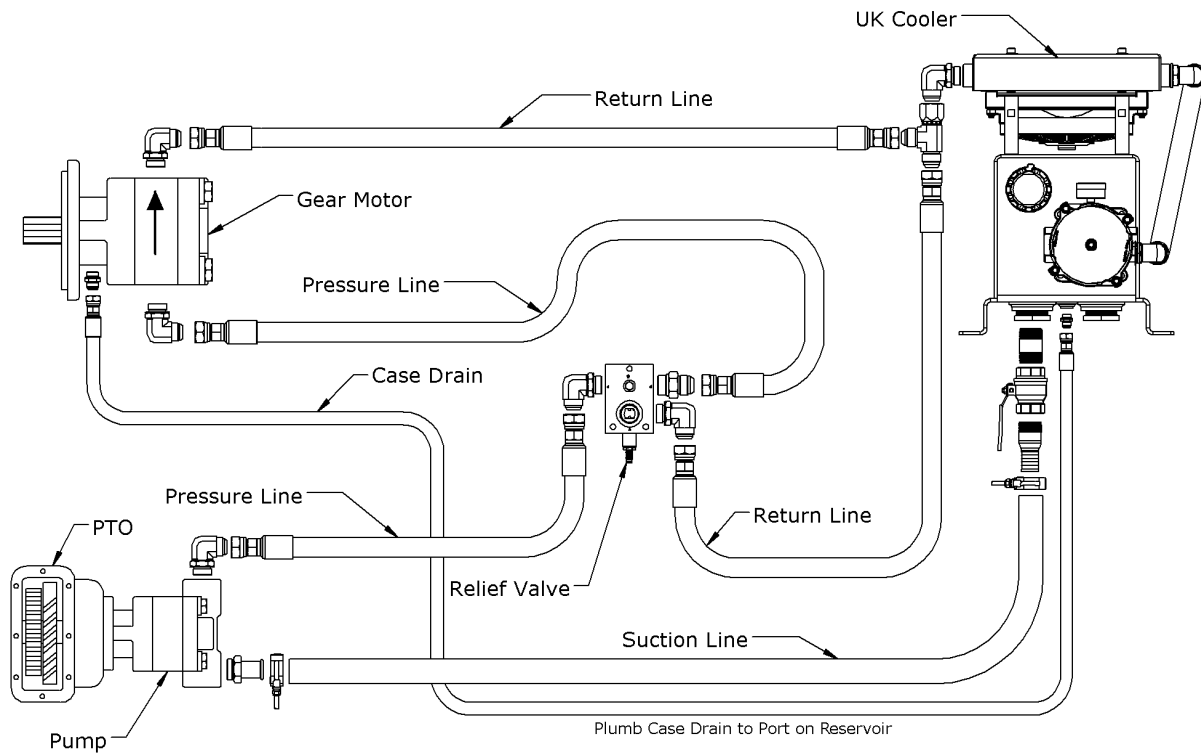 UK Cooler
Return Line
Gear Motor
Pressure Line
Case Drain
Pressure Line
PTO
Return Line
Relief Valve
Suction Line
Plumb Case Drain to Port on Reservoir
Pump